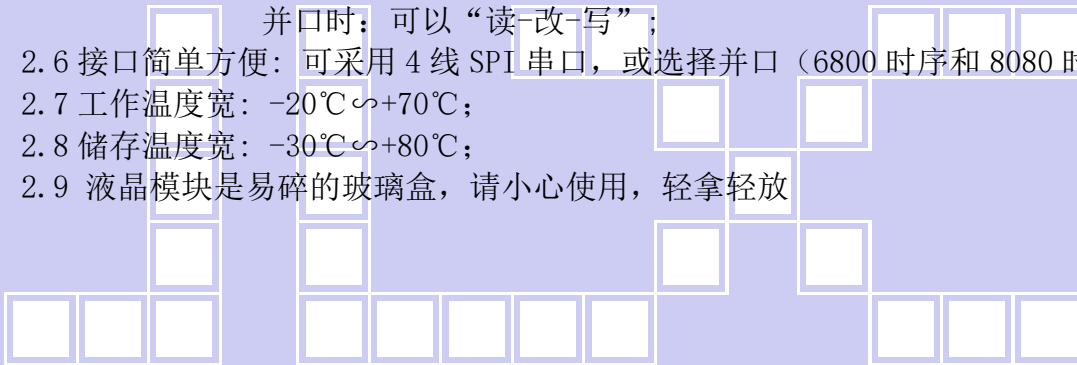 并口时：可以“读-改-写”;
2.6 接口简单方便: 可采用 4 线 SPI 串口，或选择并口（6800 时序和 8080 时
2.7 工作温度宽: -20℃∽+70℃；
2.8 储存温度宽: -30℃∽+80℃；
2.9 液晶模块是易碎的玻璃盒，请小心使用，轻拿轻放